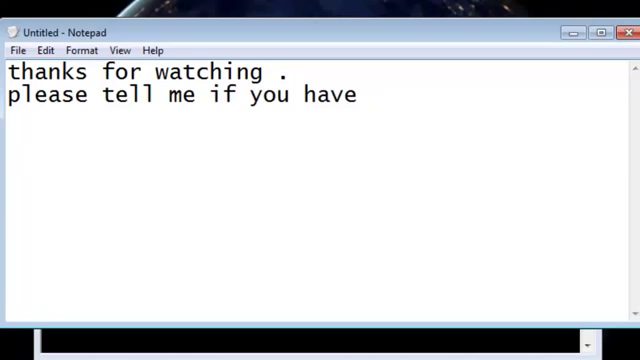 Untitled - Notepad
File Edit Format View Help
thanks for watching .
please tell me if you have